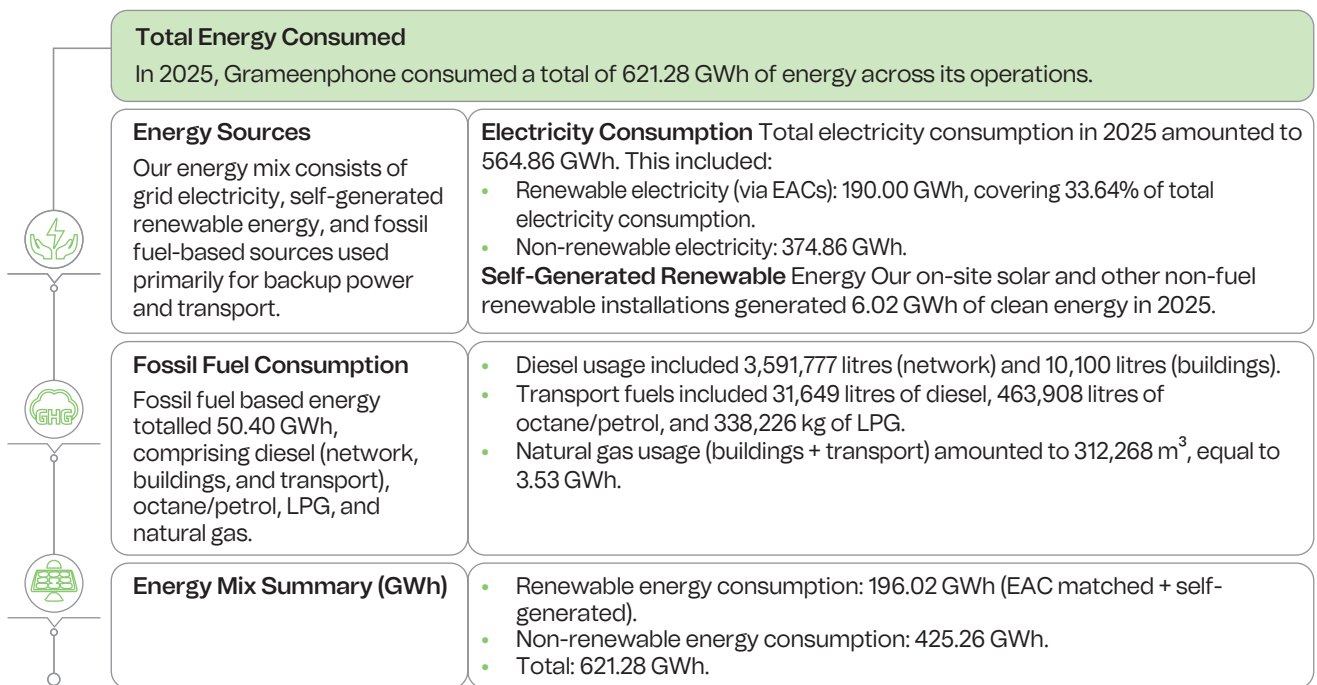 Total Energy Consumed
In 2025, Grameenphone consumed a total of 621.28 GWh of energy across its operations.
Energy Sources
Our energy mix consists of
grid electricity, self-generated
renewable energy, and fossil
fuel-based sources used
primarily for backup power
and transport.
Electricity Consumption Total electricity consumption in 2025 amounted to
564.86 GWh. This included:
• Renewable electricity (via EACs): 190.00 GWh, covering 33.64% of total
electricity consumption.
• Non-renewable electricity: 374.86 GWh.
Self-Generated Renewable Energy Our on-site solar and other non-fuel
renewable installations generated 6.02 GWh of clean energy in 2025.
GHG
Fossil Fuel Consumption
Fossil fuel based energy
totalled 50.40 GWh,
comprising diesel (network,
buildings, and transport),
octane/petrol, LPG, and
natural gas.
• Diesel usage included 3,591,777 litres (network) and 10,100 litres (buildings).
• Transport fuels included 31,649 litres of diesel, 463,908 litres of
octane/petrol, and 338,226 kg of LPG.
• Natural gas usage (buildings + transport) amounted to 312,268 m³, equal to
3.53 GWh.
Energy Mix Summary (GWh)
• Renewable energy consumption: 196.02 GWh (EAC matched + self-
generated).
• Non-renewable energy consumption: 425.26 GWh.
• Total: 621.28 GWh.